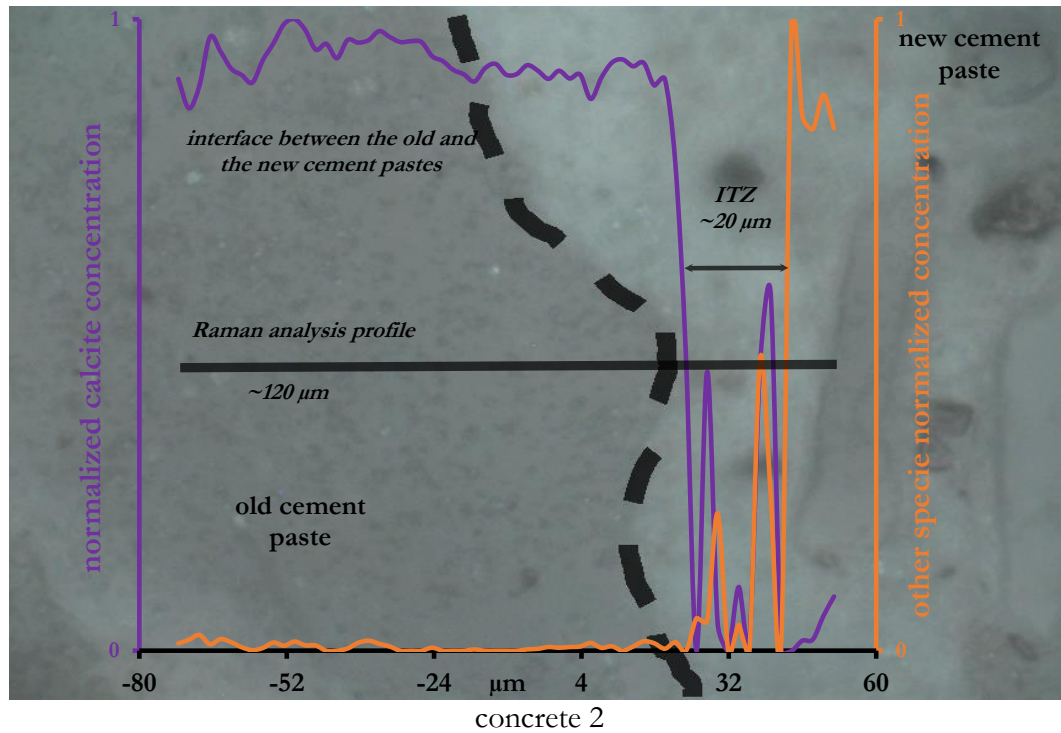 1
1
new cement
paste
interface between the old and
the new cement pastes
ITZ
~20 µm
normalized calcite concentration
other specie normalized concentration
Raman analysis profile
~120 µm
old cement
paste
0
0
-80
-52
-24
µm
4
32
60
concrete 2